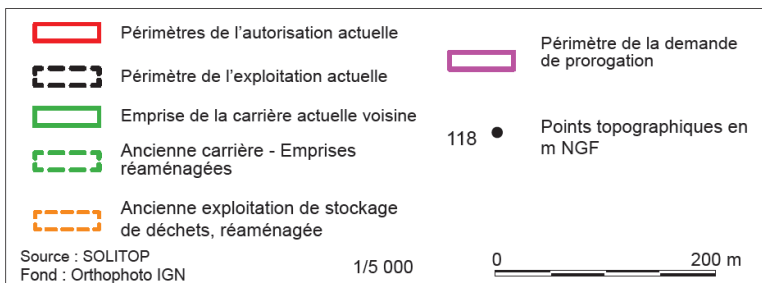 Périmètres de l'autorisation actuelle
Périmètre de l'exploitation actuelle
Emprise de la carrière actuelle voisine
Ancienne carrière - Emprises
réaménagées
Ancienne exploitation de stockage
de déchets, réaménagée
Périmètre de la demande
de prorogation
118
Points topographiques en
m NGF
Source : SOLITOP
Fond : Orthophoto IGN
1/5 000
0 200 m